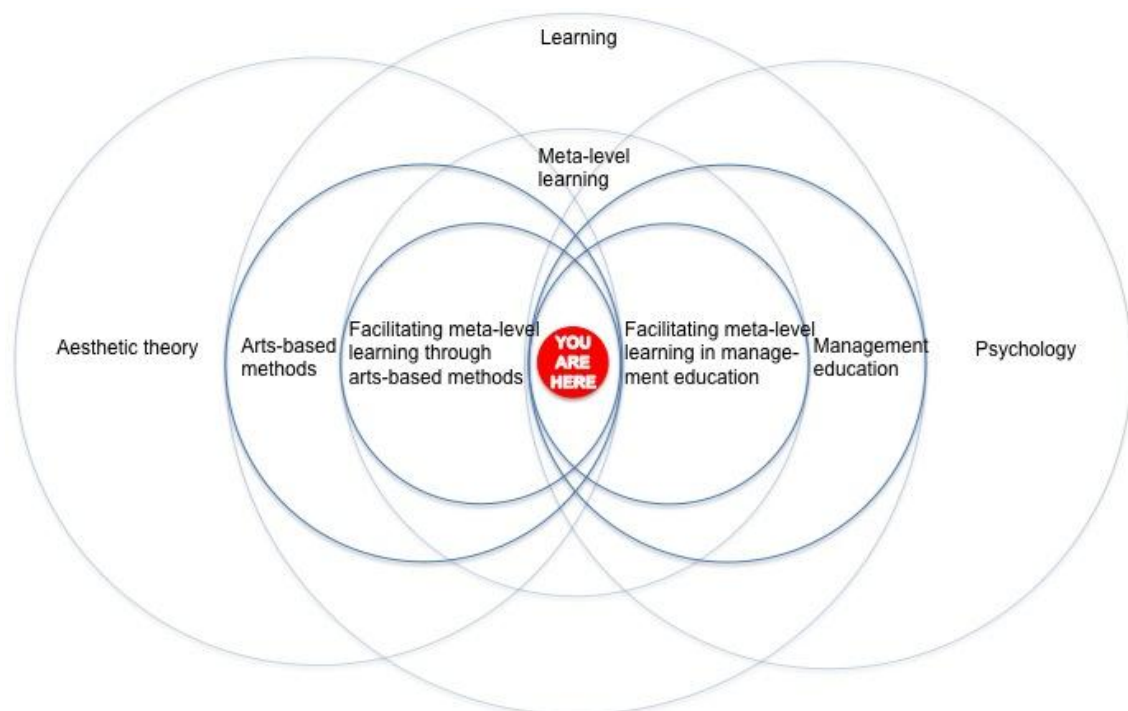 Learning
Meta-level
learning
Aesthetic theory
Arts-based
methods
Facilitating meta-level
learning through
arts-based methods
YOU
ARE
HERE
Facilitating meta-level
learning in manage-
ment education
Management
education
Psychology